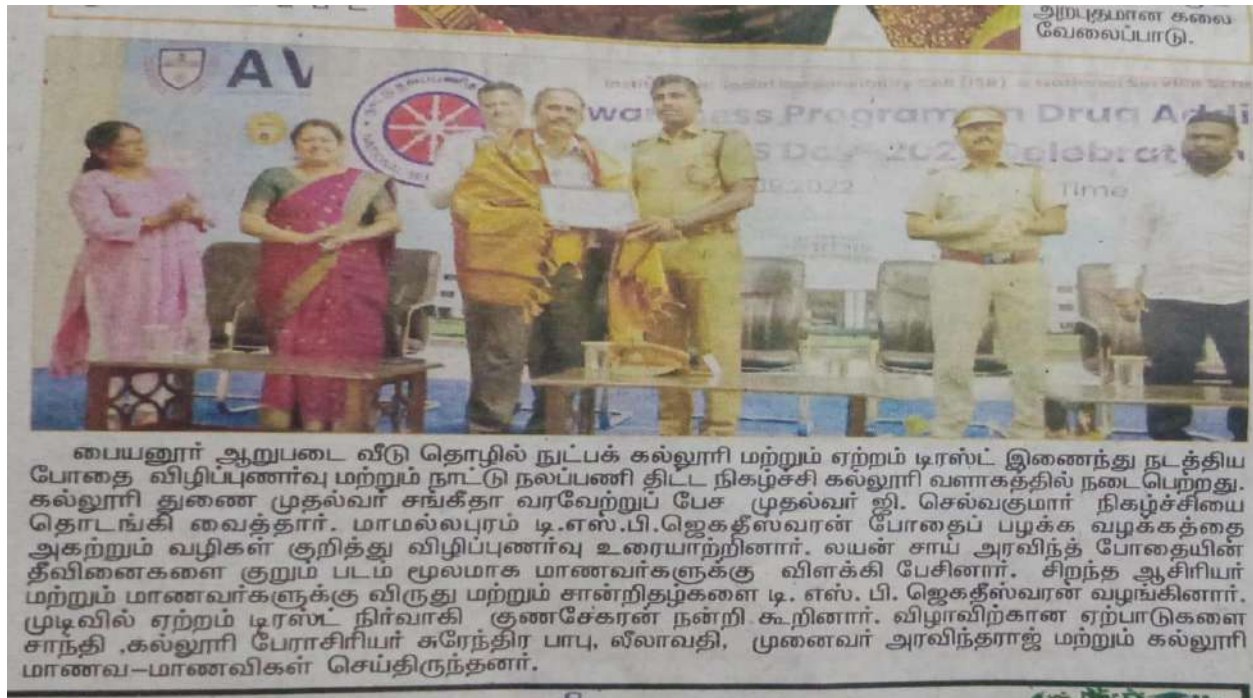 அற்புதமான கலை
வேலைப்பாடு.
AV
wareness Program on Drug Addi
S Day - 202 Celebrat
.09.2022
Time
பையனூர் ஆறுபடை வீடு தொழில் நுட்பக் கல்லூரி மற்றும் ஏற்றம் டிரஸ்ட் இணைந்து நடத்திய
போதை விழிப்புணர்வு மற்றும் நாட்டு நலப்பணி திட்ட நிகழ்ச்சி கல்லூரி வளாகத்தில் நடைபெற்றது.
கல்லூரி துணை முதல்வர் சங்கீதா வரவேற்றுப் பேச முதல்வர் ஜி. செல்வகுமார் நிகழ்ச்சியை
தொடங்கி வைத்தார். மாமல்லபுரம் டி.எஸ்.பி.ஜெகதீஸ்வரன் போதைப் பழக்க வழக்கத்தை
அகற்றும் வழிகள் குறித்து விழிப்புணர்வு உரையாற்றினார். லயன் சாய் அரவிந்த் போதையின்
தீவினைகளை குறும் படம் மூலமாக மாணவர்களுக்கு விளக்கி பேசினார். சிறந்த ஆசிரியர்
மற்றும் மாணவர்களுக்கு விருது மற்றும் சான்றிதழ்களை டி. எஸ். பி. ஜெகதீஸ்வரன் வழங்கினார்.
முடிவில் ஏற்றம் டிரஸ்ட் நிர்வாகி குணசேகரன் நன்றி கூறினார். விழாவிற்கான ஏற்பாடுகளை
சாந்தி ,கல்லூரி பேராசிரியர் சுரேந்திர பாபு, லீலாவதி, முனைவர் அரவிந்தராஜ் மற்றும் கல்லூரி
மாணவ–மாணவிகள் செய்திருந்தனர்.